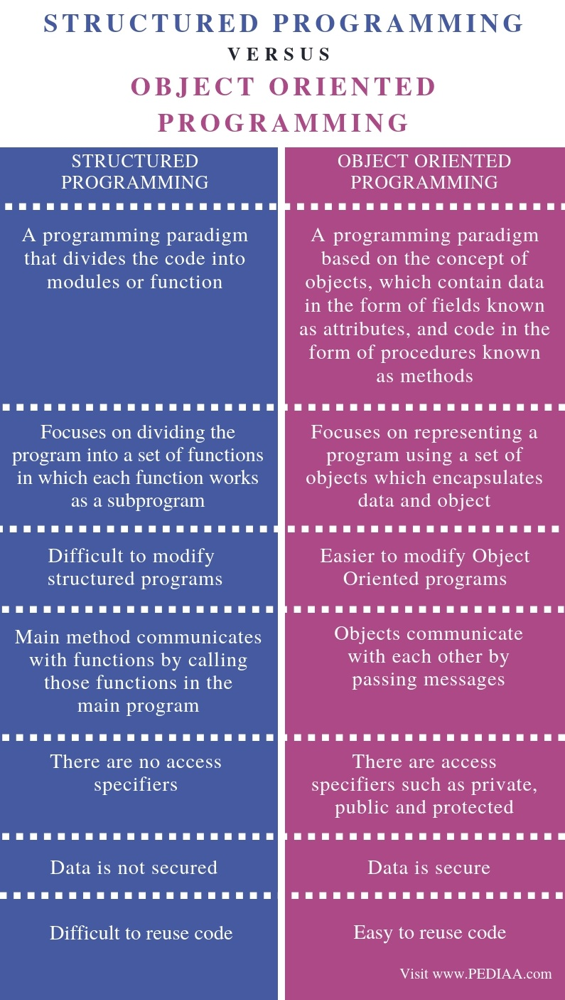 STRUCTURED PROGRAMMING
VERSUS
OBJECT ORIENTED
PROGRAMMING
STRUCTURED
PROGRAMMING
OBJECT ORIENTED
PROGRAMMING
A programming paradigm
that divides the code into
modules or function
A programming paradigm
based on the concept of
objects, which contain data
in the form of fields known
as attributes, and code in the
form of procedures known
as methods
Focuses on dividing the
program into a set of functions
in which each function works
as a subprogram
Focuses on representing a
program using a set of
objects which encapsulates
data and object
Difficult to modify
structured programs
Easier to modify Object
Oriented programs
Main method communicates
with functions by calling
those functions in the
main program
Objects communicate
with each other by
passing messages
There are no access
specifiers
There are access
specifiers such as private,
public and protected
Data is not secured
Data is secure
Difficult to reuse code
Easy to reuse code
Visit www.PEDIAA.com